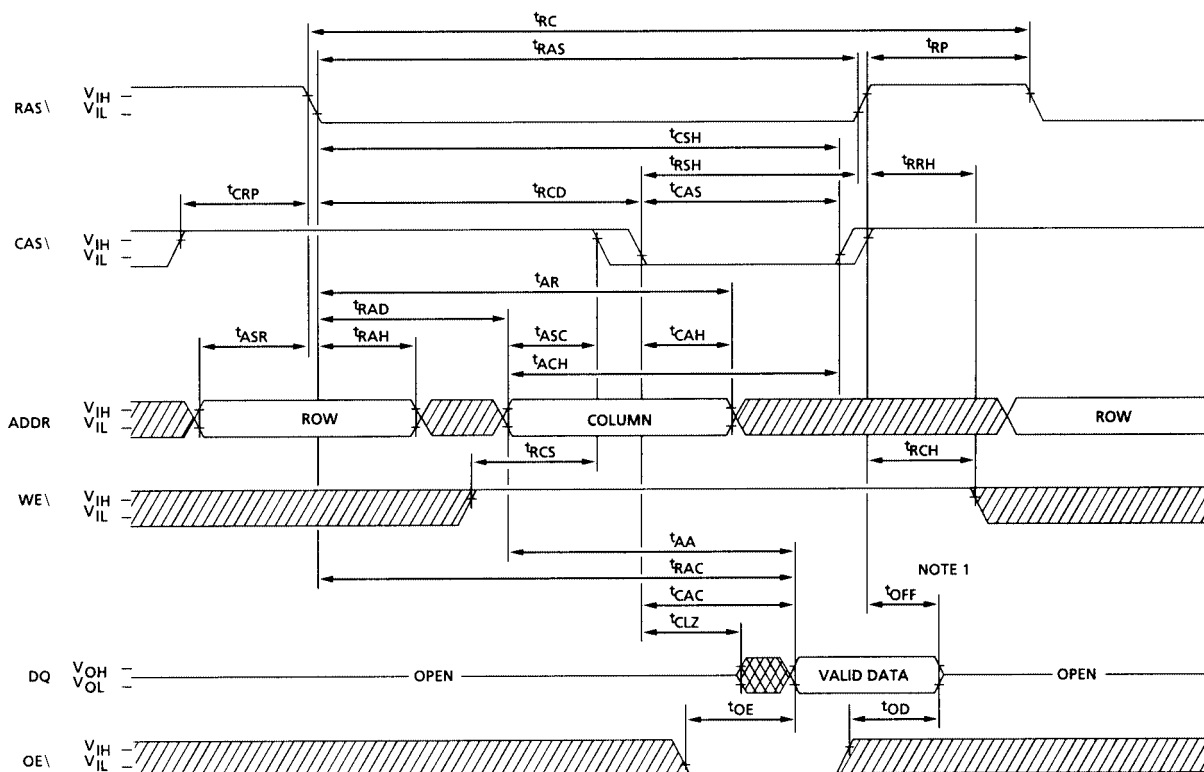 tRC
tRAS
tRP
RAS\
VIH
VIL
tCSH
tRSH
tRRH
tCRP
tRCD
tCAS
CAS\
VIH
VIL
tAR
tRAD
tASR
tRAH
tASC
tCAH
tACH
ADDR
VIH
VIL
ROW
COLUMN
ROW
tRCS
tRCH
WE\
VIH
VIL
tAA
tRAC
NOTE 1
tCAC
tOFF
tCLZ
DQ
VOH
VOL
OPEN
VALID DATA
OPEN
tOE
tOD
OE\
VIH
VIL